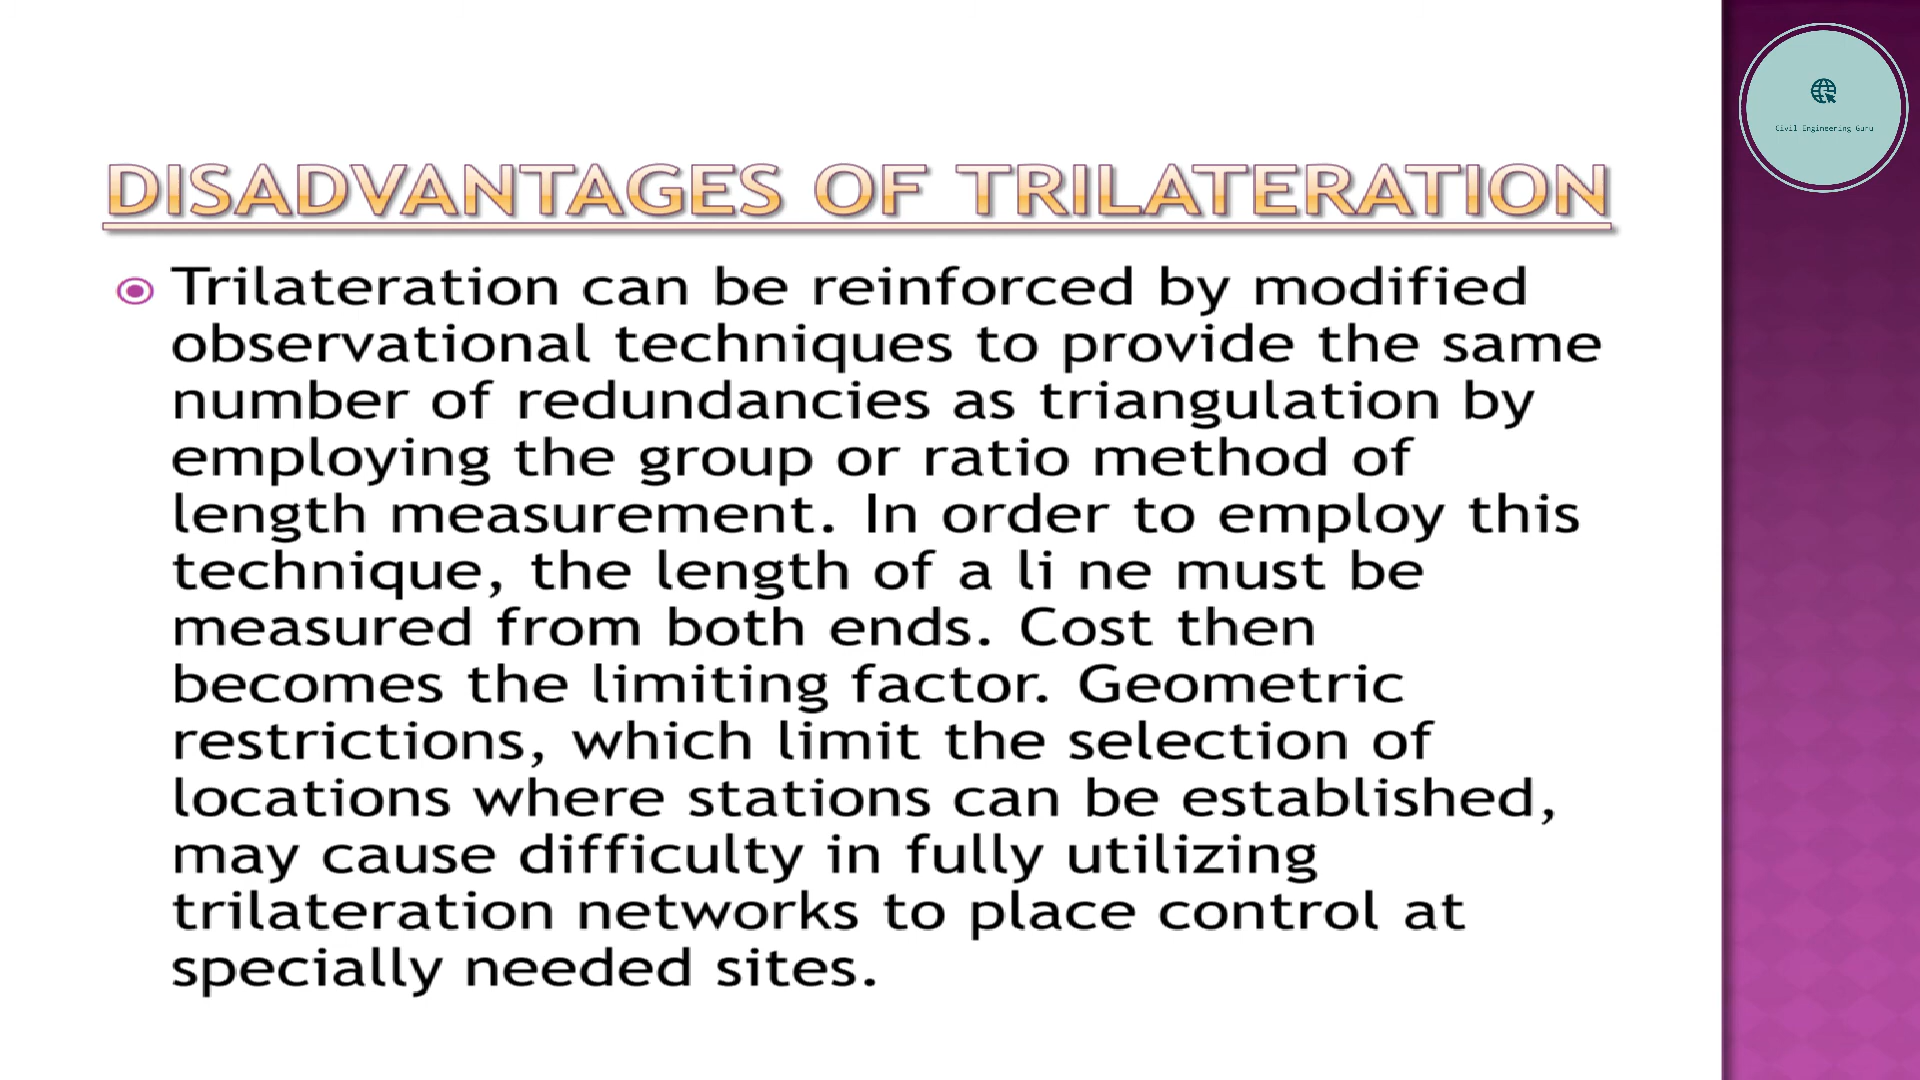 Civil Engineering Guru
DISADVANTAGES OF TRILATERATION
Trilateration can be reinforced by modified
observational techniques to provide the same
number of redundancies as triangulation by
employing the group or ratio method of
length measurement. In order to employ this
technique, the length of a li ne must be
measured from both ends. Cost then
becomes the limiting factor. Geometric
restrictions, which limit the selection of
locations where stations can be established,
may cause difficulty in fully utilizing
trilateration networks to place control at
specially needed sites.